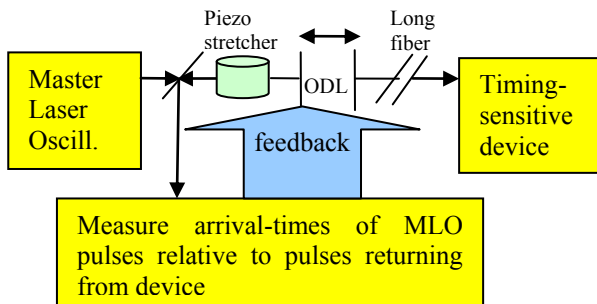 Piezo
stretcher
Long
fiber
Master
Laser
Oscill.
ODL
Timing-
sensitive
device
feedback
Measure arrival-times of MLO
pulses relative to pulses returning
from device